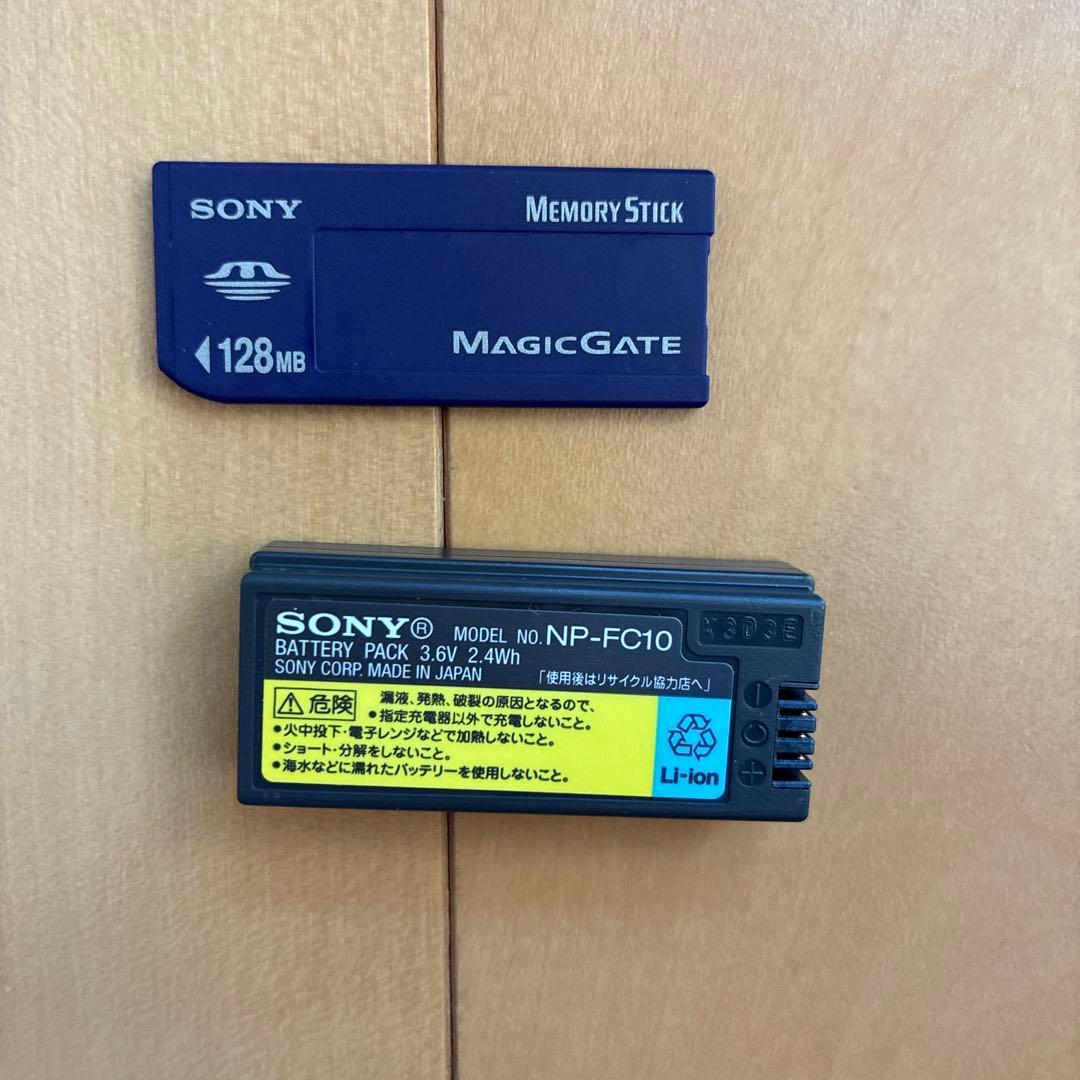 SONY
MEMORY STICK
128MB
MAGICGATE
SONY® MODEL NO. NP-FC10
K3D3E
BATTERY PACK 3.6V 2.4Wh
SONY CORP. MADE IN JAPAN 「使用後はリサイクル協力店へ」
⚠危険 漏液、発熱、破裂の原因となるので、
●指定充電器以外で充電しないこと。
●火中投下・電子レンジなどで加熱しないこと。
●ショート・分解をしないこと。
●海水などに濡れたバッテリーを使用しないこと。
Li-ion